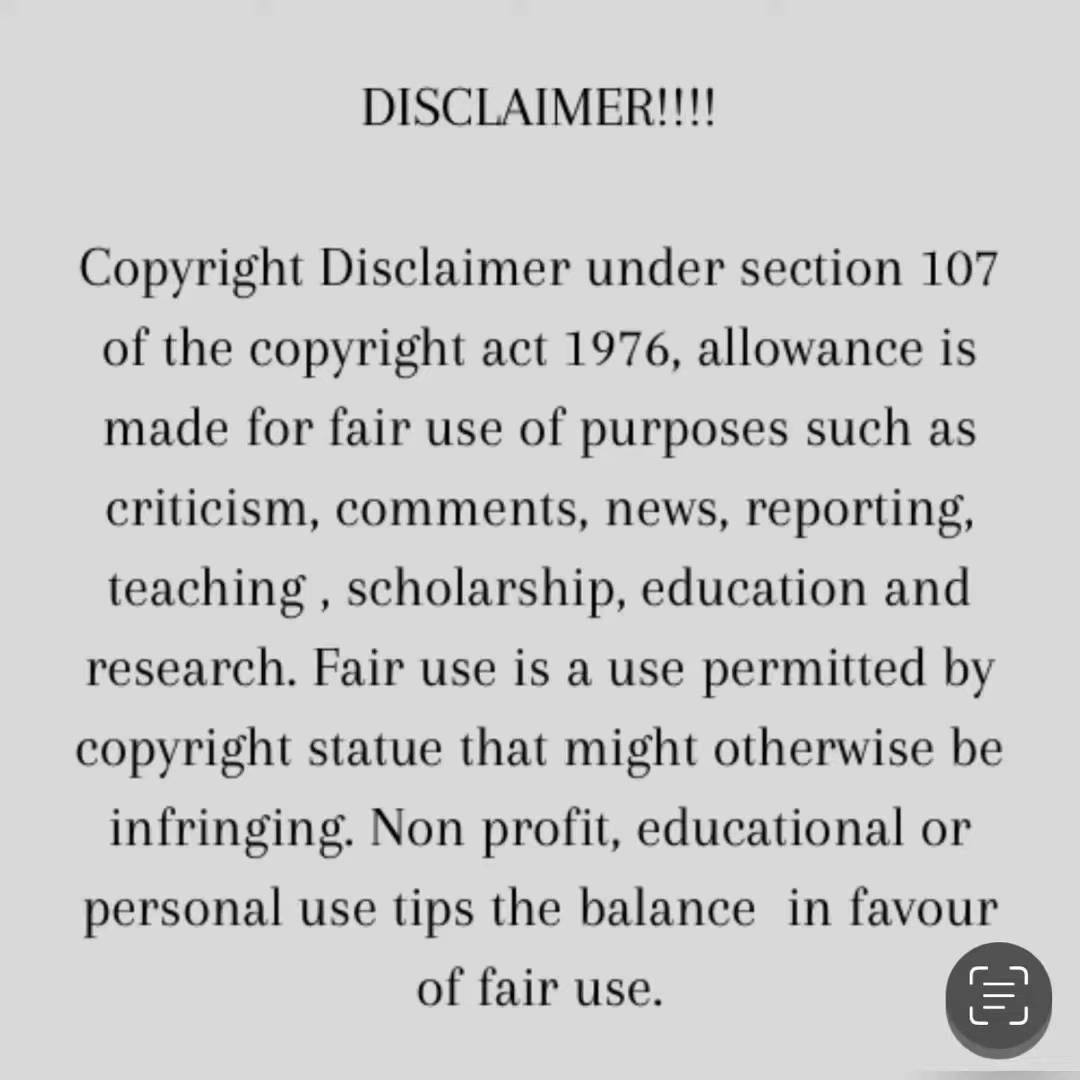 DISCLAIMER!!!!
Copyright Disclaimer under section 107
of the copyright act 1976, allowance is
made for fair use of purposes such as
criticism, comments, news, reporting,
teaching , scholarship, education and
research. Fair use is a use permitted by
copyright statue that might otherwise be
infringing. Non profit, educational or
personal use tips the balance  in favour
of fair use.